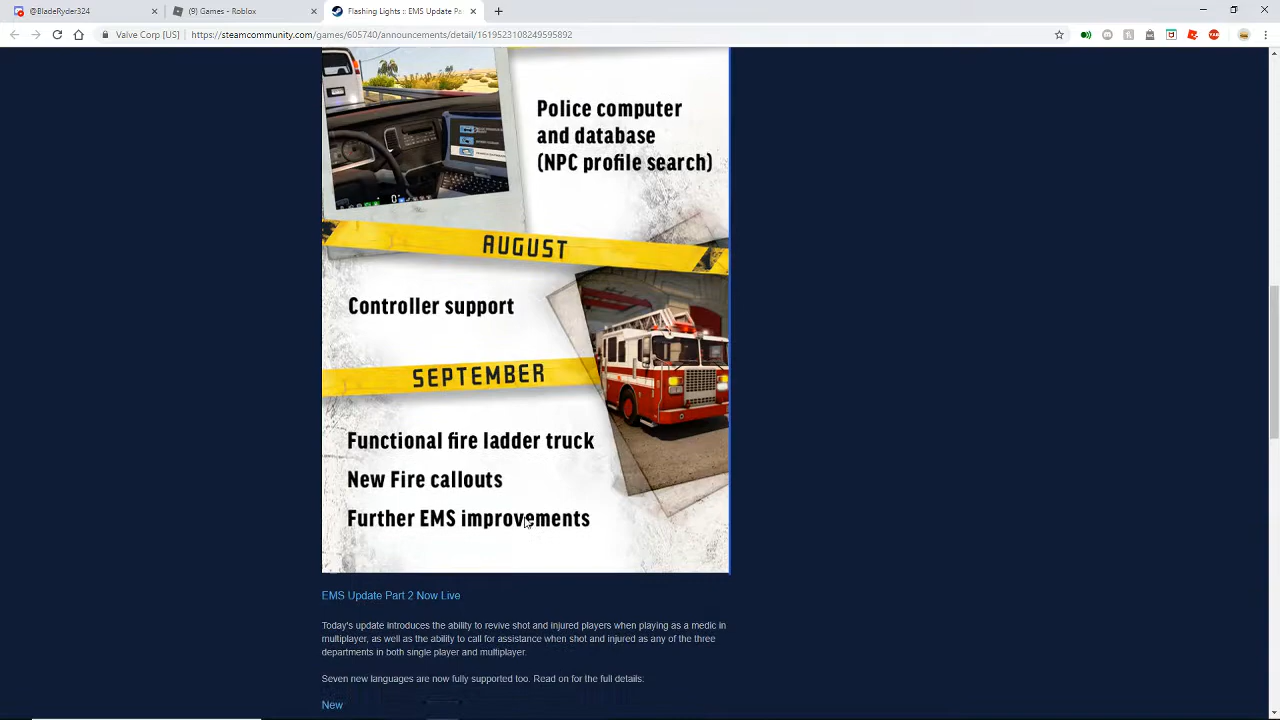 @BladeRyder324
(9) Games - Roblox
Flashing Lights :: EMS Update Pa
Valve Corp [US]
https://steamcommunity.com/games/605740/announcements/detail/1619523108249595892
Police computer
and database
(NPC profile search)
AUGUST
Controller support
SEPTEMBER
Functional fire ladder truck
New Fire callouts
Further EMS improvements
EMS Update Part 2 Now Live
Today's update introduces the ability to revive shot and injured players when playing as a medic in
multiplayer, as well as the ability to call for assistance when shot and injured as any of the three
departments in both single player and multiplayer.
Seven new languages are now fully supported too. Read on for the full details:
New